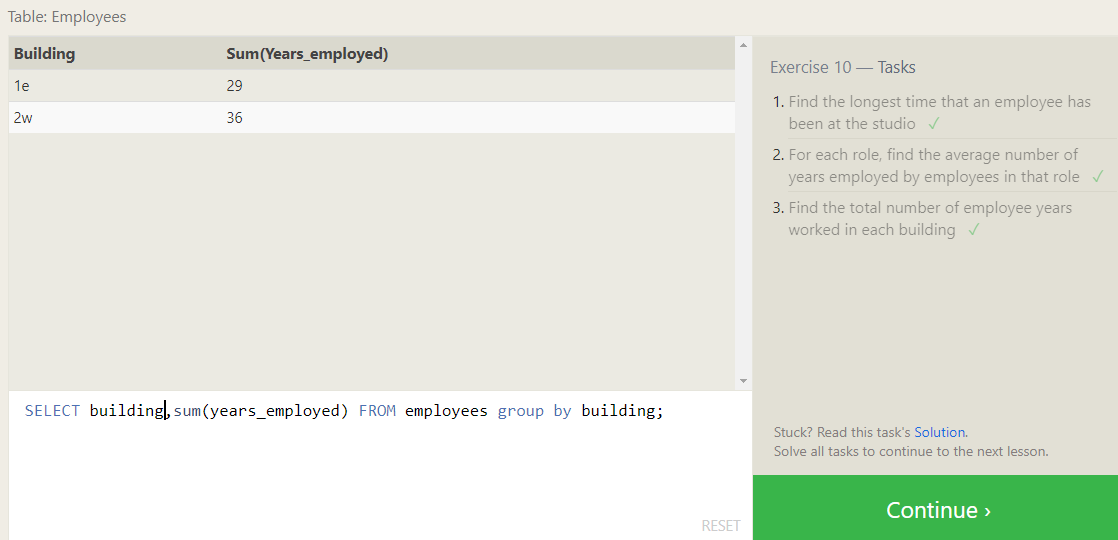 Table: Employees
Building Sum(Years_employed)
1e 29
2w 36
SELECT building,sum(years_employed) FROM employees group by building;
RESET
Exercise 10 — Tasks
1. Find the longest time that an employee has
been at the studio ✓
2. For each role, find the average number of
years employed by employees in that role ✓
3. Find the total number of employee years
worked in each building ✓
Stuck? Read this task's Solution.
Solve all tasks to continue to the next lesson.
Continue ›